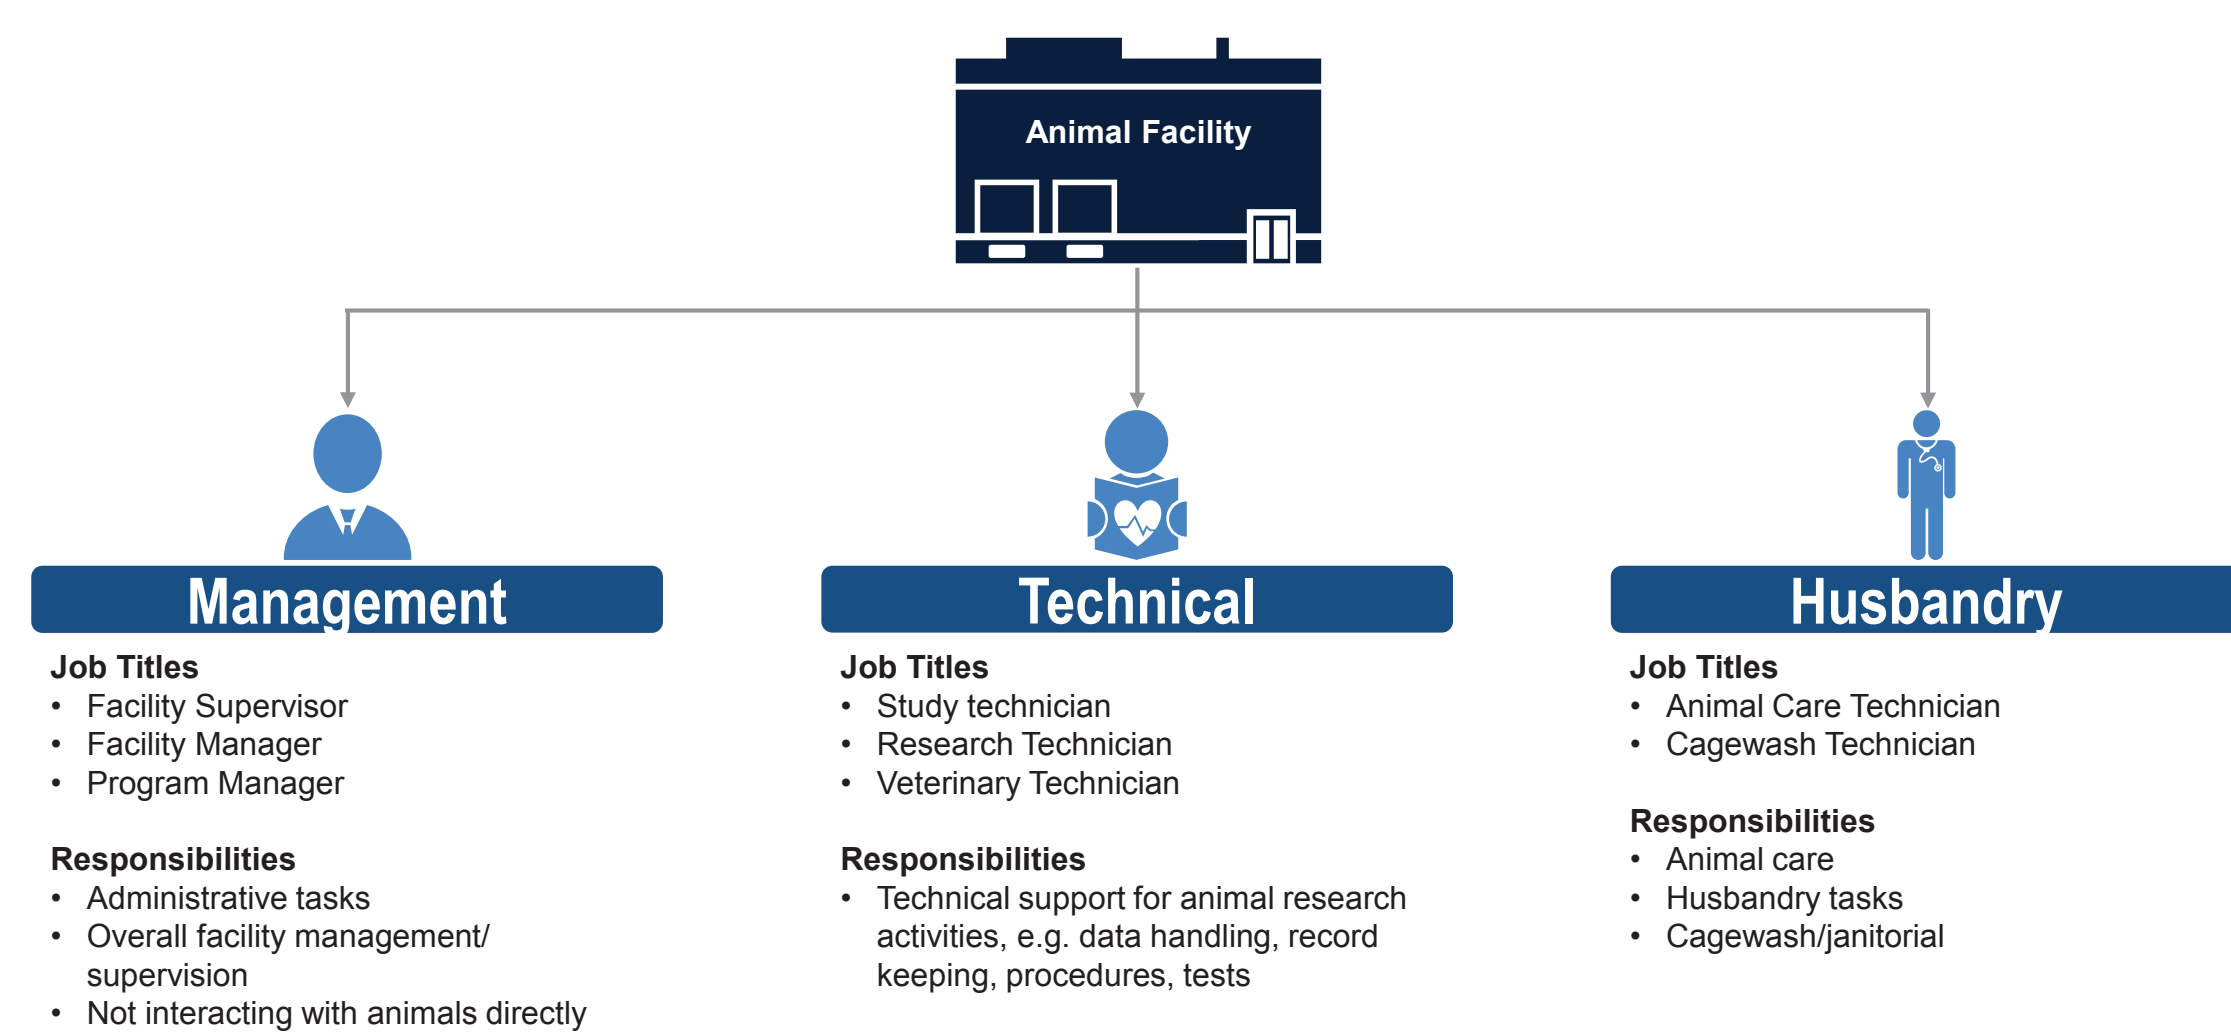 Animal Facility
Management
Job Titles
• Facility Supervisor
• Facility Manager
• Program Manager
Responsibilities
• Administrative tasks
• Overall facility management/
supervision
• Not interacting with animals directly
Technical
Job Titles
• Study technician
• Research Technician
• Veterinary Technician
Responsibilities
• Technical support for animal research
activities, e.g. data handling, record
keeping, procedures, tests
Husbandry
Job Titles
• Animal Care Technician
• Cagewash Technician
Responsibilities
• Animal care
• Husbandry tasks
• Cagewash/janitorial